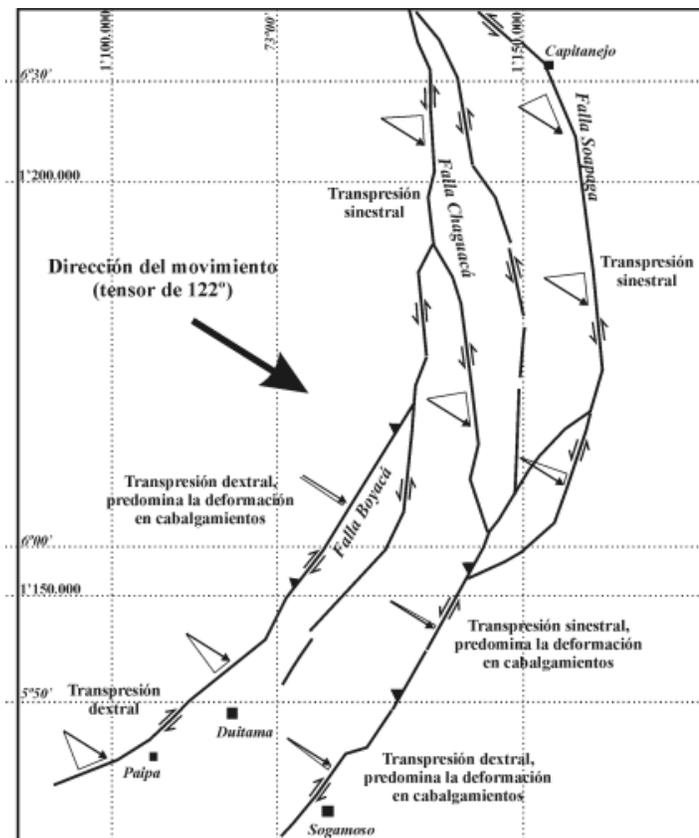 1'100.000
73°00'
1'150.000
Capitanejo
6°30'
Falla Soapaga
Falla Chaguacá
1'200.000
Transpresión
sinestral
Dirección del movimiento
(tensor de 122º)
Transpresión
sinestral
Transpresión dextral,
predomina la deformación
en cabalgamientos
Falla Boyacá
6°00'
1'150.000
Transpresión sinestral,
predomina la deformación
en cabalgamientos
5°50'
Transpresión
dextral
Duitama
Paipa
Transpresión dextral,
predomina la deformación
en cabalgamientos
Sogamoso